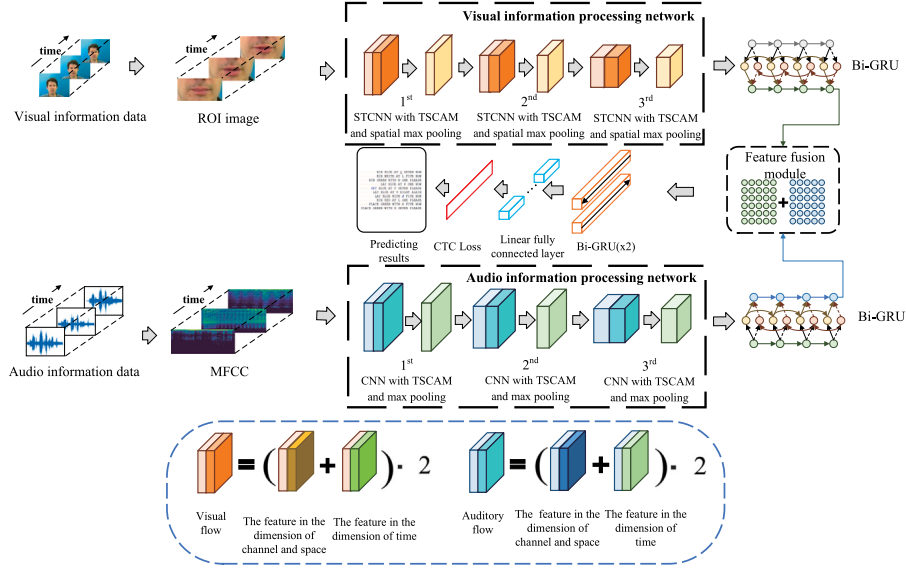 Visual information processing network
time
time
Visual information data
ROI image
1st
STCNN with TSCAM
and spatial max pooling
2nd
STCNN with TSCAM
and spatial max pooling
3rd
STCNN with TSCAM
and spatial max pooling
Bi-GRU
Feature fusion
module
+
Predicting
results
CTC Loss
Linear fully
connected layer
Bi-GRU(x2)
Audio information processing network
time
time
Audio information data
MFCC
1st
CNN with TSCAM
and max pooling
2nd
CNN with TSCAM
and max pooling
3rd
CNN with TSCAM
and max pooling
Bi-GRU
= ( + ) · 2
Visual
flow
The feature in the
dimension of
channel and space
The feature in the
dimension of time
= ( + ) · 2
Auditory
flow
The feature in the
dimension of
channel and space
The feature in the
dimension of
time